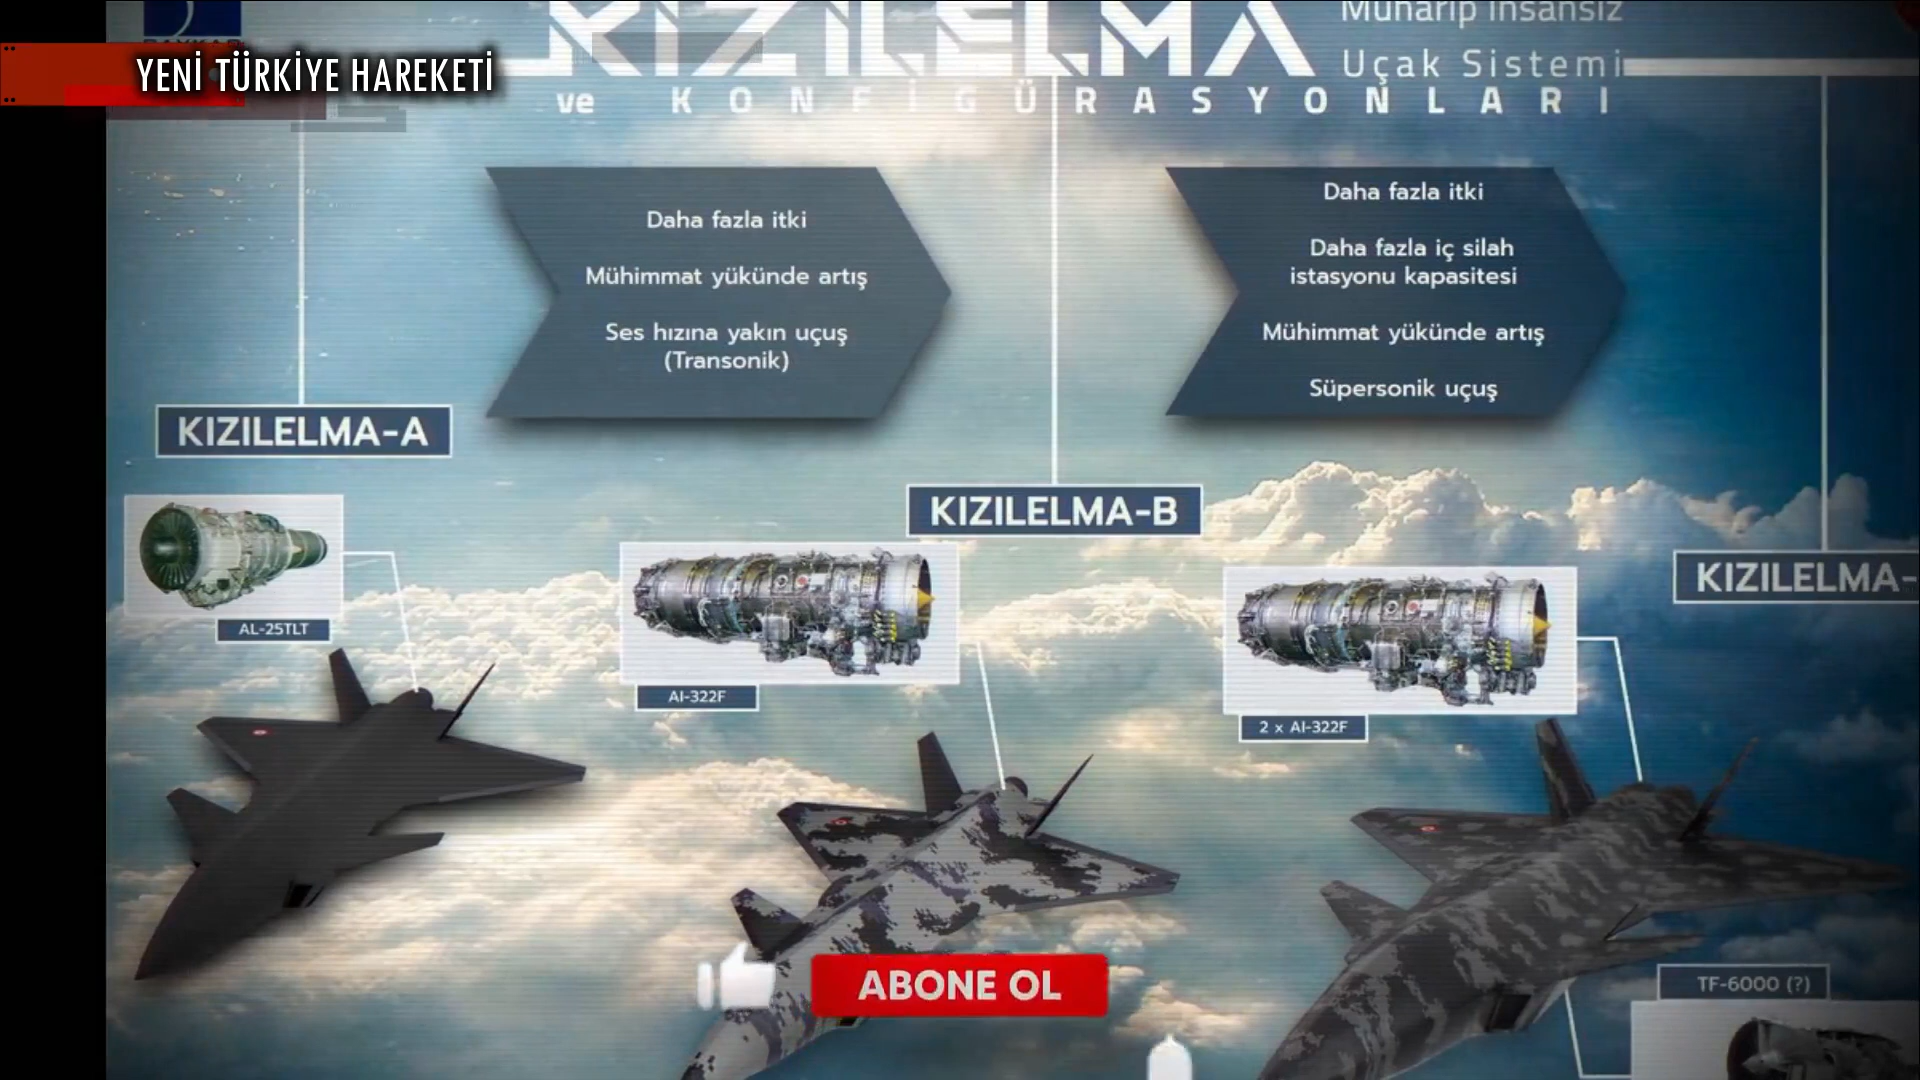 KIZILELMA
Muharip İnsansız
Uçak Sistemi
ve KONFİGÜRASYONLARI
YENİ TÜRKİYE HAREKETİ
Daha fazla itki
Mühimmat yükünde artış
Ses hızına yakın uçuş
(Transonik)
Daha fazla itki
Daha fazla iç silah
istasyonu kapasitesi
Mühimmat yükünde artış
Süpersonik uçuş
KIZILELMA-A
KIZILELMA-B
KIZILELMA-
AL-25TLT
AI-322F
2 x AI-322F
ABONE OL
TF-6000 (?)